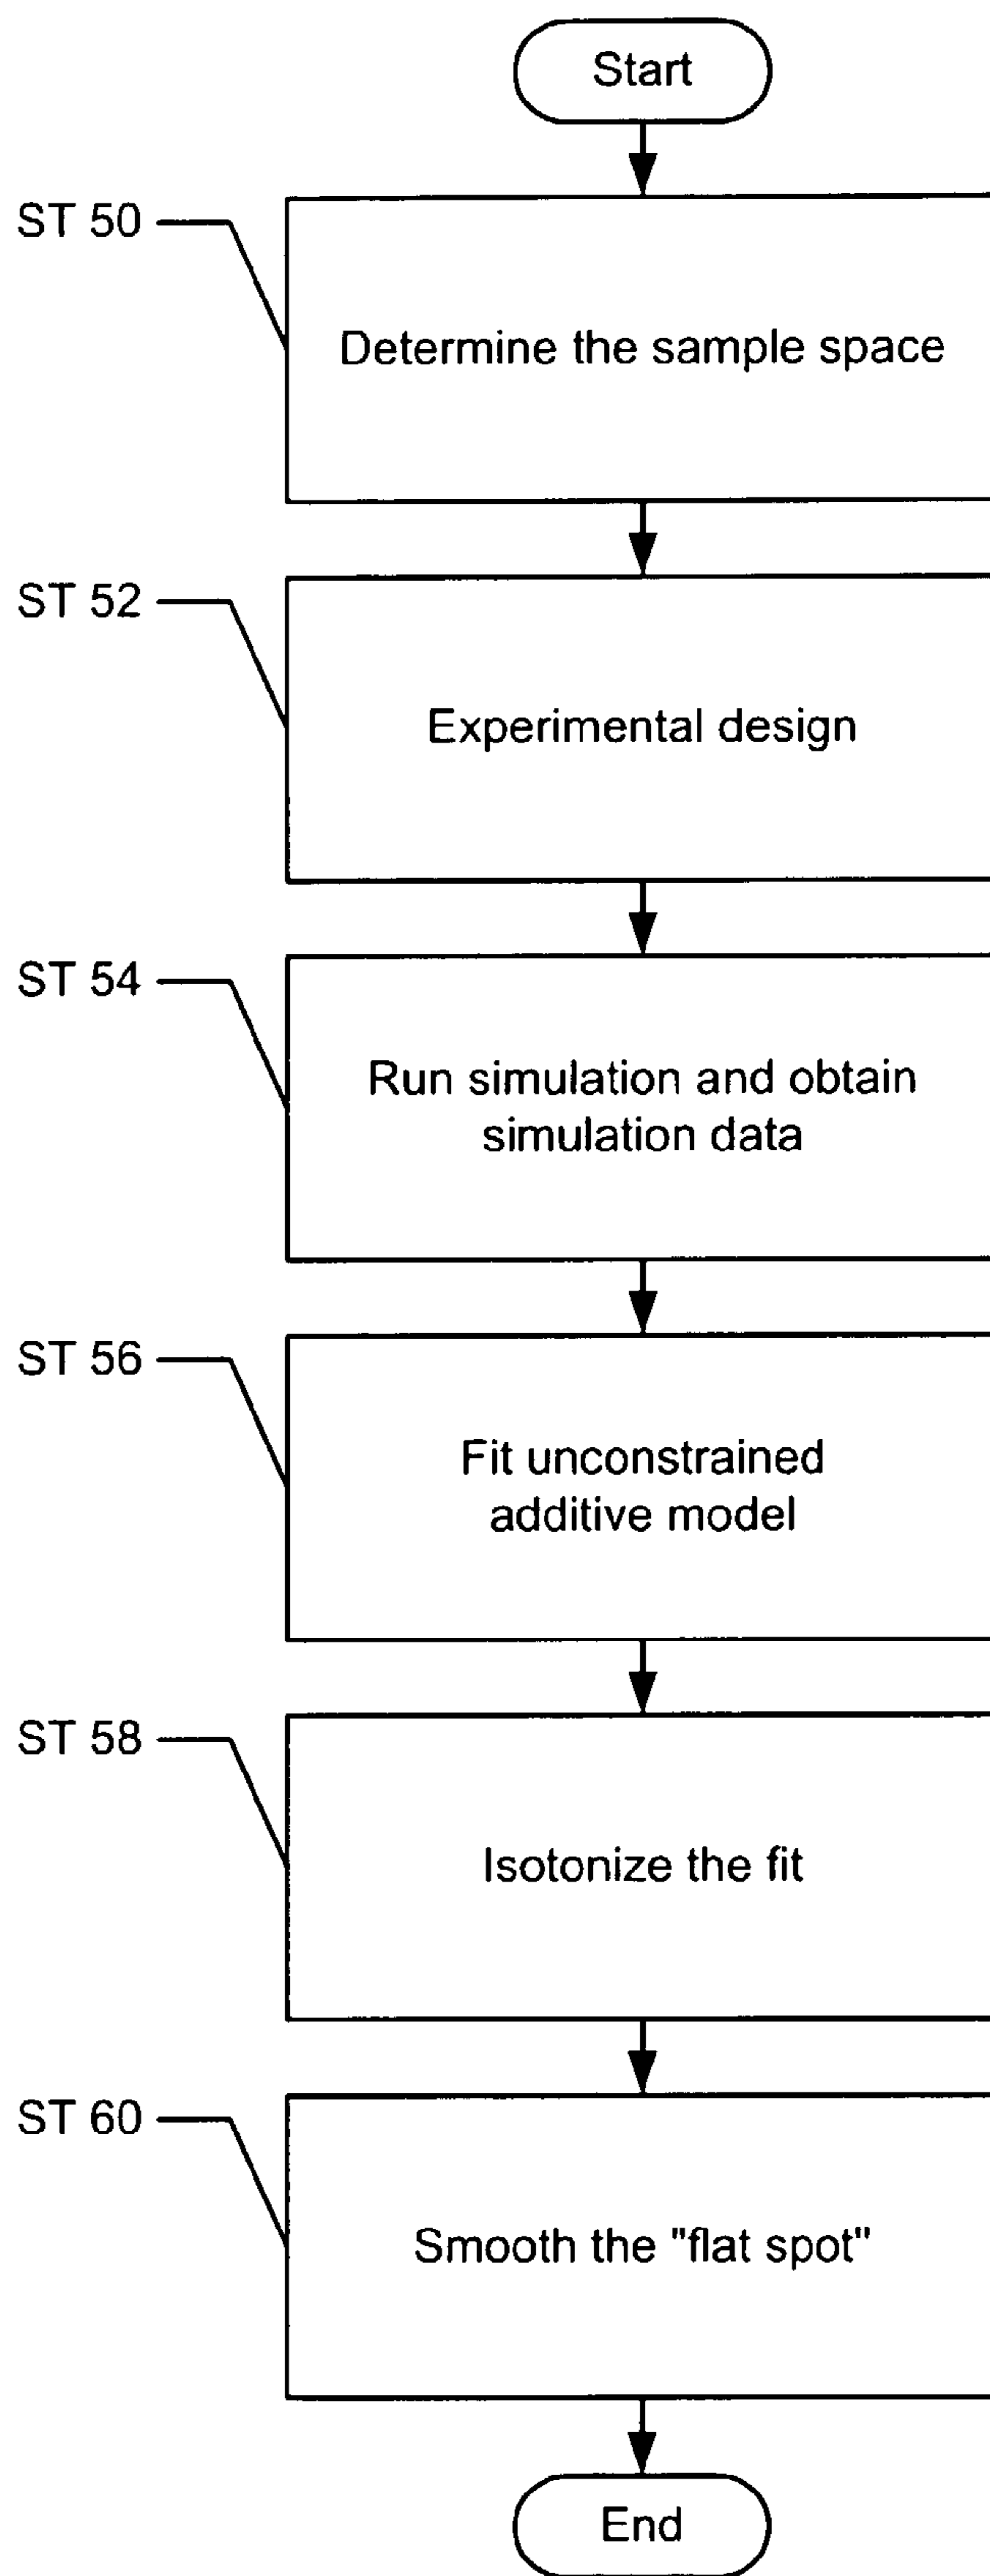 Start
ST 50
Determine the sample space
ST 52
Experimental design
ST 54
Run simulation and obtain
simulation data
ST 56
Fit unconstrained
additive model
ST 58
Isotonize the fit
ST 60
Smooth the "flat spot"
End